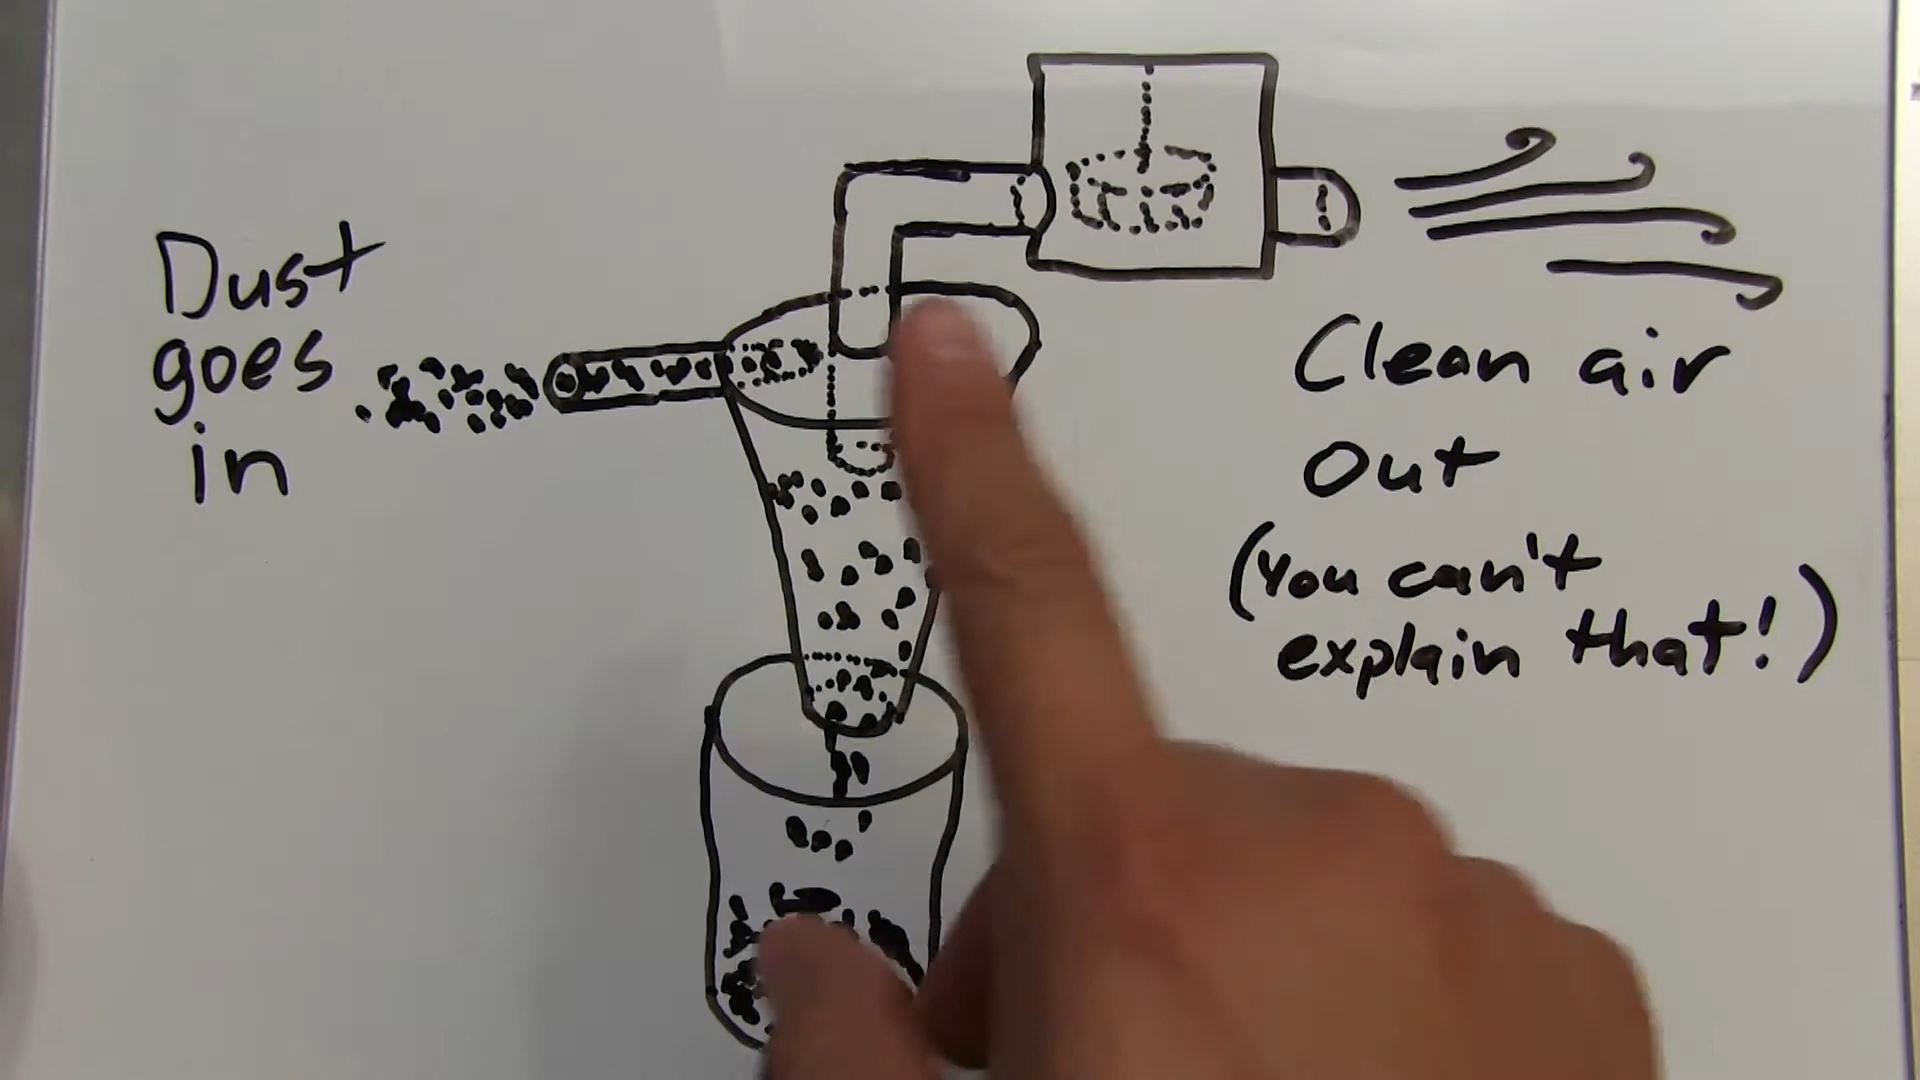 Dust
goes
in
Clean air
Out
(You can't
explain that!)